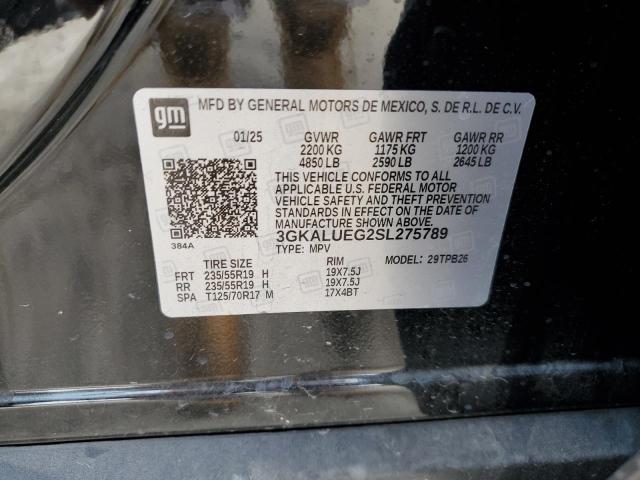 gm
MFD BY GENERAL MOTORS DE MEXICO, S. DE R.L. DE C.V.
01/25 GVWR GAWR FRT GAWR RR
2200 KG 1175 KG 1200 KG
4850 LB 2590 LB 2645 LB
THIS VEHICLE CONFORMS TO ALL
APPLICABLE U.S. FEDERAL MOTOR
VEHICLE SAFETY AND THEFT PREVENTION
STANDARDS IN EFFECT ON THE DATE OF
MANUFACTURE SHOWN ABOVE.
3GKALUEG2SL275789
384A
TYPE: MPV MODEL: 29TPB26
TIRE SIZE RIM
FRT 235/55R19 H 19X7.5J
RR 235/55R19 H 19X7.5J
SPA T125/70R17 M 17X4BT